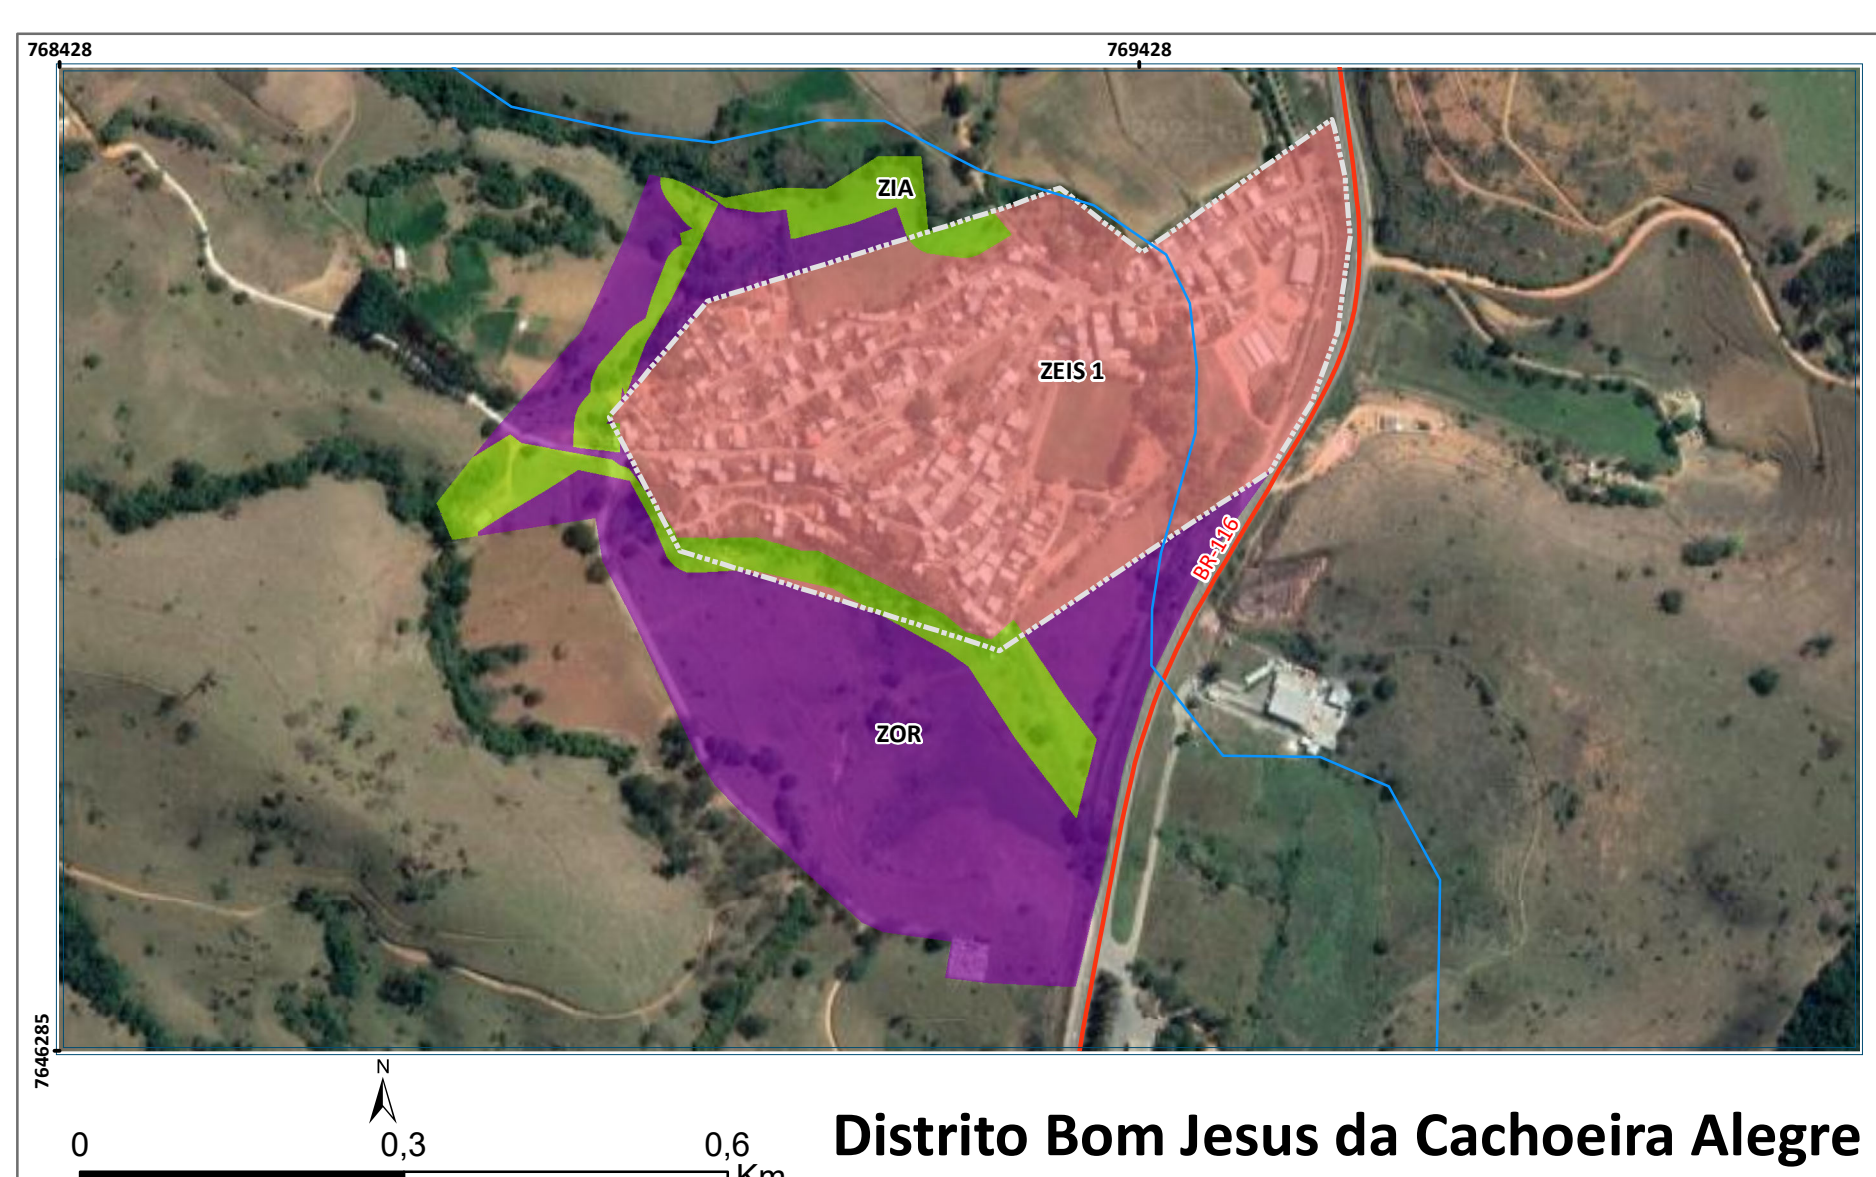 768428
769428
ZIA
ZEIS 1
BR-116
ZOR
7646285
N
0 0,3 0,6
Km
Distrito Bom Jesus da Cachoeira Alegre